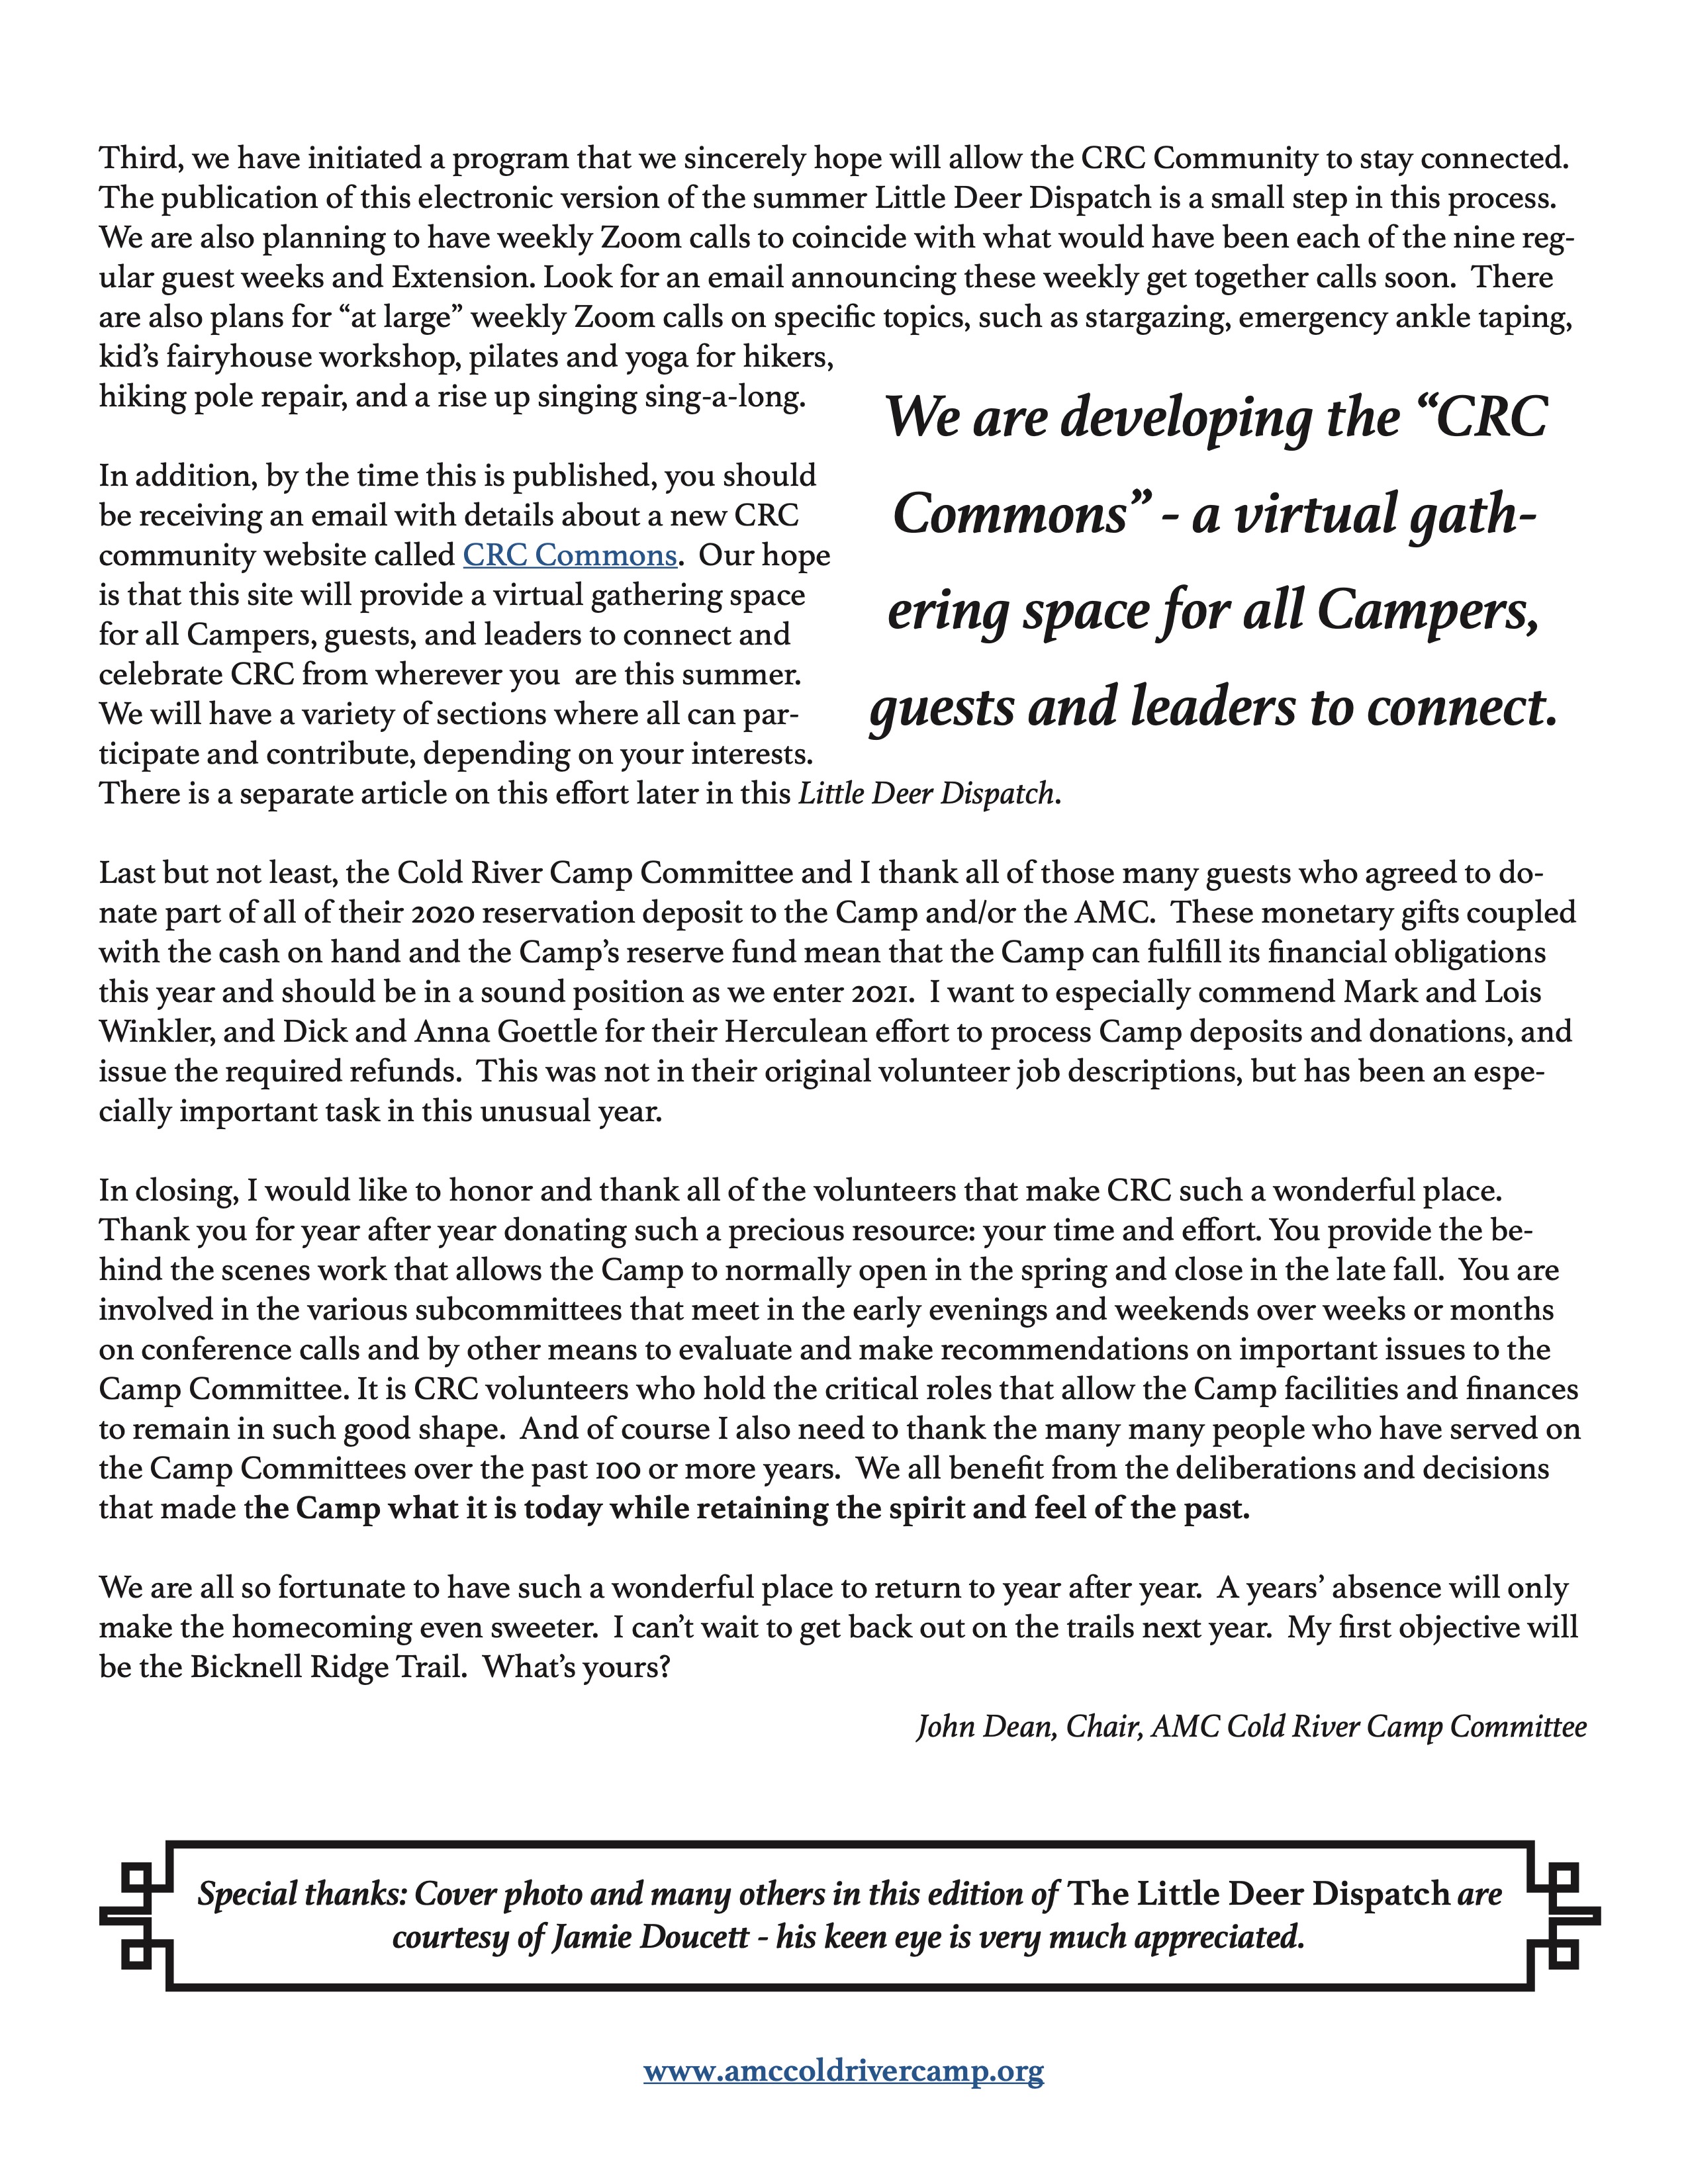 Third, we have initiated a program that we sincerely hope will allow the CRC Community to stay connected.
The publication of this electronic version of the summer Little Deer Dispatch is a small step in this process.
We are also planning to have weekly Zoom calls to coincide with what would have been each of the nine reg-
ular guest weeks and Extension. Look for an email announcing these weekly get together calls soon.  There
are also plans for “at large” weekly Zoom calls on specific topics, such as stargazing, emergency ankle taping,
kid’s fairyhouse workshop, pilates and yoga for hikers,
hiking pole repair, and a rise up singing sing-a-long.
We are developing the “CRC
Commons” - a virtual gath-
ering space for all Campers,
guests and leaders to connect.
In addition, by the time this is published, you should
be receiving an email with details about a new CRC
community website called CRC Commons.  Our hope
is that this site will provide a virtual gathering space
for all Campers, guests, and leaders to connect and
celebrate CRC from wherever you  are this summer.
We will have a variety of sections where all can par-
ticipate and contribute, depending on your interests.
There is a separate article on this effort later in this Little Deer Dispatch.
Last but not least, the Cold River Camp Committee and I thank all of those many guests who agreed to do-
nate part of all of their 2020 reservation deposit to the Camp and/or the AMC.  These monetary gifts coupled
with the cash on hand and the Camp’s reserve fund mean that the Camp can fulfill its financial obligations
this year and should be in a sound position as we enter 2021.  I want to especially commend Mark and Lois
Winkler, and Dick and Anna Goettle for their Herculean effort to process Camp deposits and donations, and
issue the required refunds.  This was not in their original volunteer job descriptions, but has been an espe-
cially important task in this unusual year.
In closing, I would like to honor and thank all of the volunteers that make CRC such a wonderful place.
Thank you for year after year donating such a precious resource: your time and effort. You provide the be-
hind the scenes work that allows the Camp to normally open in the spring and close in the late fall.  You are
involved in the various subcommittees that meet in the early evenings and weekends over weeks or months
on conference calls and by other means to evaluate and make recommendations on important issues to the
Camp Committee. It is CRC volunteers who hold the critical roles that allow the Camp facilities and finances
to remain in such good shape.  And of course I also need to thank the many many people who have served on
the Camp Committees over the past 100 or more years.  We all benefit from the deliberations and decisions
that made the Camp what it is today while retaining the spirit and feel of the past.
We are all so fortunate to have such a wonderful place to return to year after year.  A years’ absence will only
make the homecoming even sweeter.  I can’t wait to get back out on the trails next year.  My first objective will
be the Bicknell Ridge Trail.  What’s yours?
John Dean, Chair, AMC Cold River Camp Committee
Special thanks: Cover photo and many others in this edition of The Little Deer Dispatch are
courtesy of Jamie Doucett - his keen eye is very much appreciated.
www.amccoldrivercamp.org